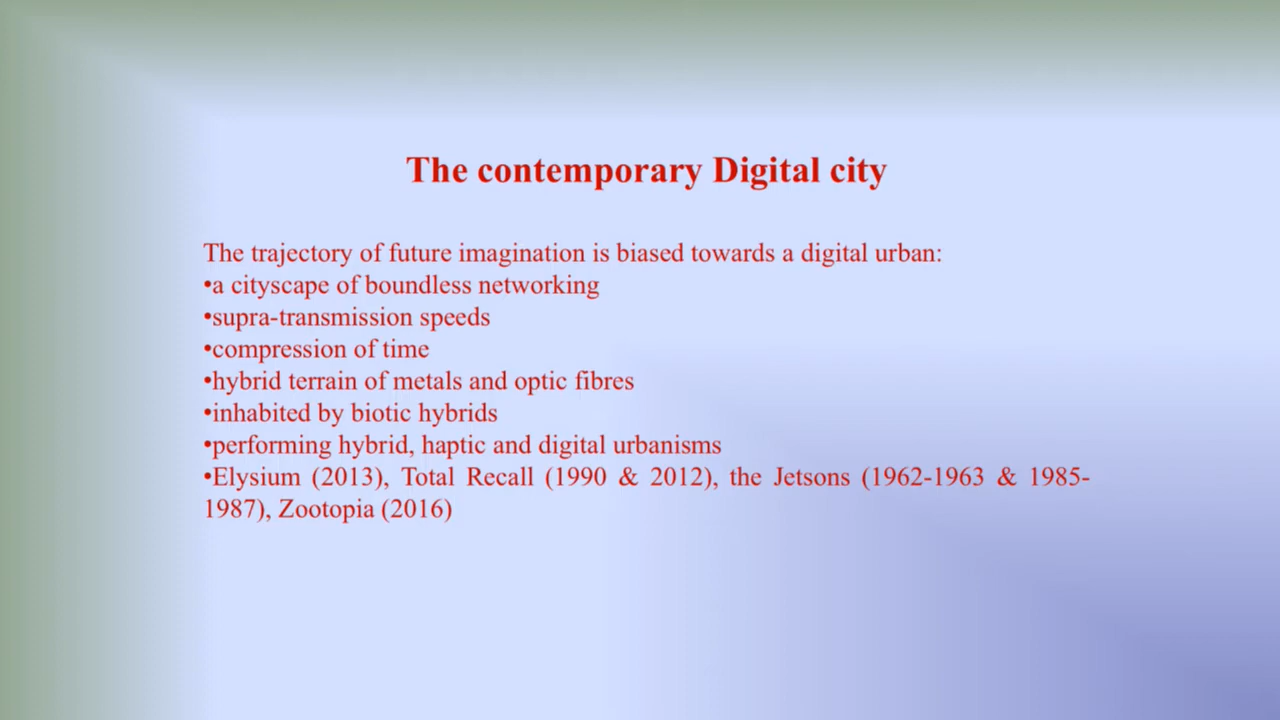 The contemporary Digital city
The trajectory of future imagination is biased towards a digital urban:
•a cityscape of boundless networking
•supra-transmission speeds
•compression of time
•hybrid terrain of metals and optic fibres
•inhabited by biotic hybrids
•performing hybrid, haptic and digital urbanisms
•Elysium (2013), Total Recall (1990 & 2012), the Jetsons (1962-1963 & 1985-
1987), Zootopia (2016)